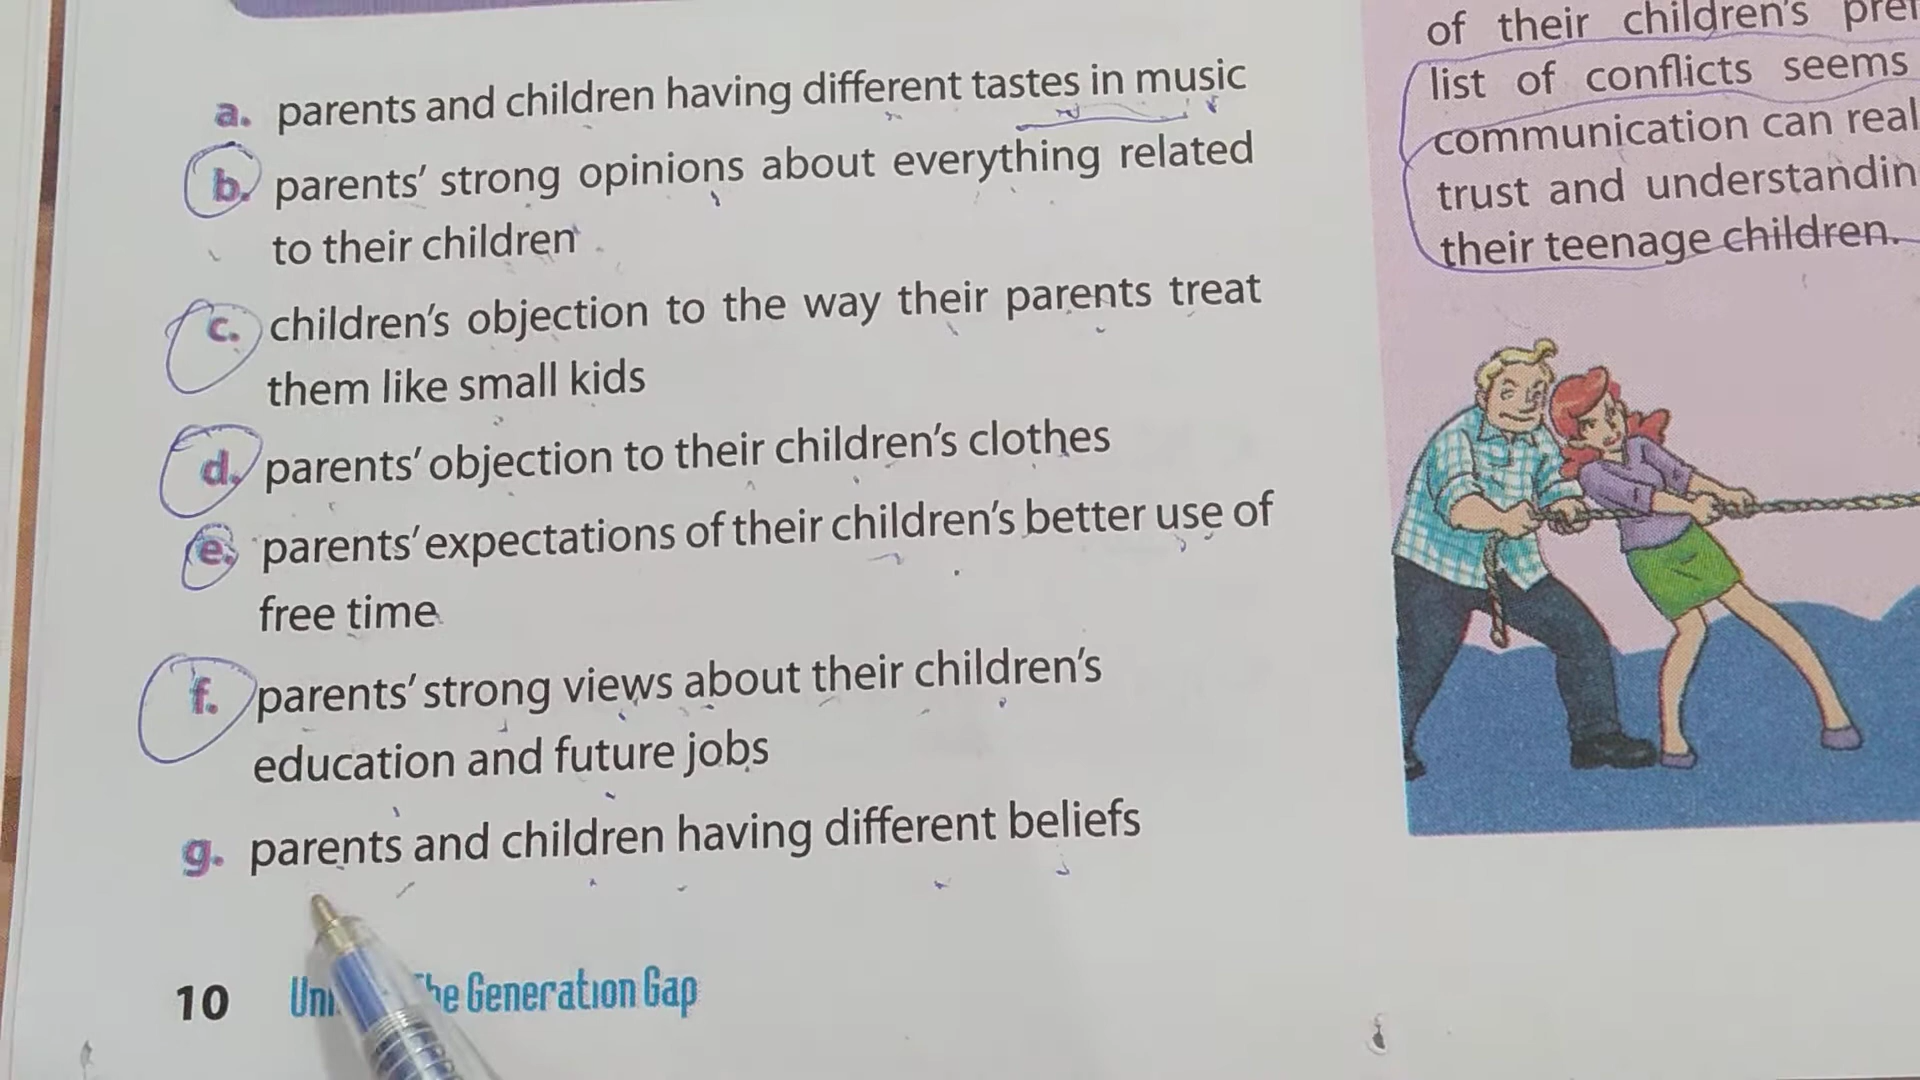 a. parents and children having different tastes in music
b. parents' strong opinions about everything related
to their children
c. children's objection to the way their parents treat
them like small kids
d. parents' objection to their children's clothes
e. parents' expectations of their children's better use of
free time
f. parents' strong views about their children's
education and future jobs
g. parents and children having different beliefs
10 The Generation Gap
of their children's
list of conflicts seems
communication can
trust and
their teenage children.